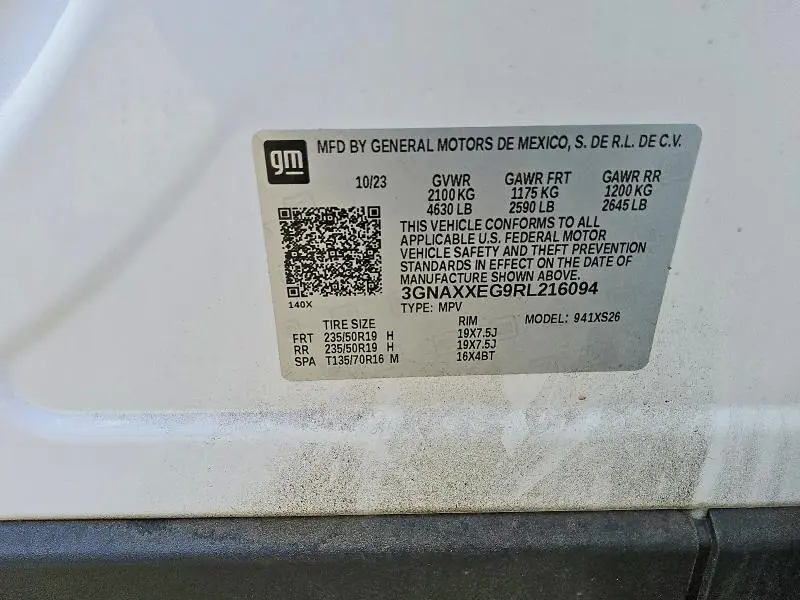 gm
MFD BY GENERAL MOTORS DE MEXICO, S. DE R.L. DE C.V.
10/23 GVWR GAWR FRT GAWR RR
2100 KG 1175 KG 1200 KG
4630 LB 2590 LB 2645 LB
THIS VEHICLE CONFORMS TO ALL
APPLICABLE U.S. FEDERAL MOTOR
VEHICLE SAFETY AND THEFT PREVENTION
STANDARDS IN EFFECT ON THE DATE OF
MANUFACTURE SHOWN ABOVE.
3GNAXXEG9RL216094
140X
TYPE: MPV
TIRE SIZE RIM MODEL: 941XS26
FRT 235/50R19 H 19X7.5J
RR 235/50R19 H 19X7.5J
SPA T135/70R16 M 16X4BT